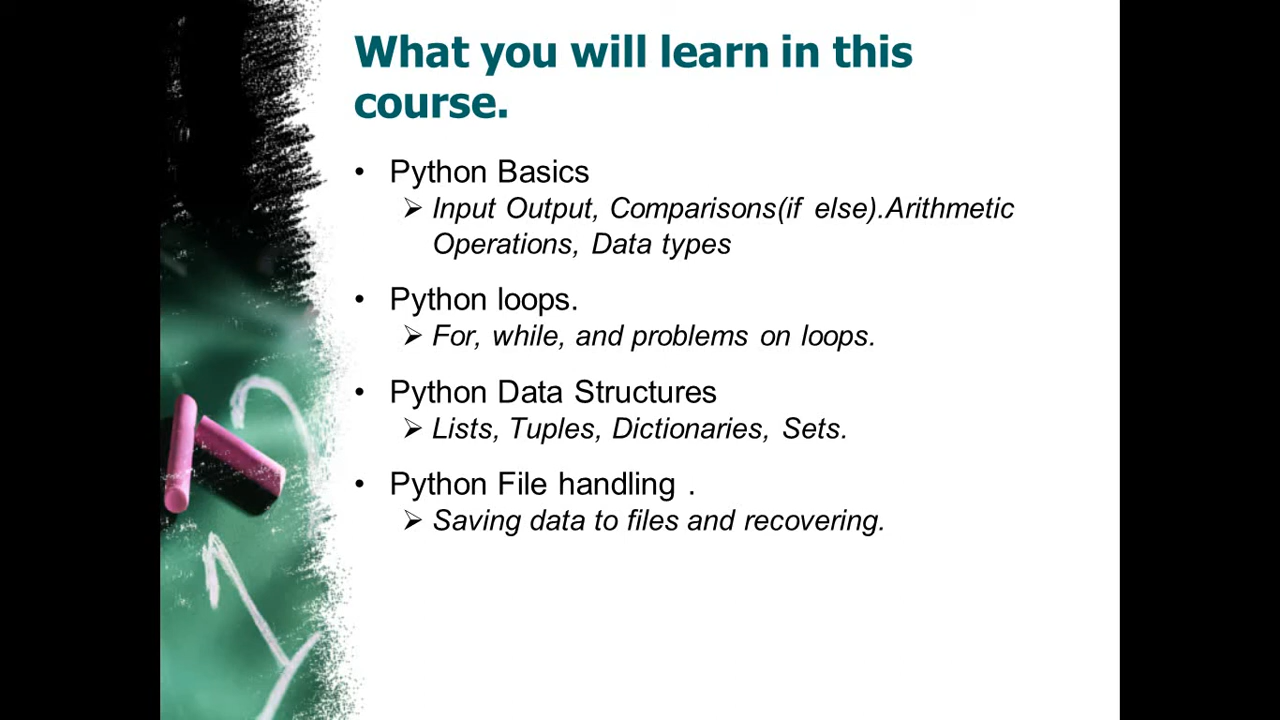 What you will learn in this
course.
• Python Basics
➢ Input Output, Comparisons(if else).Arithmetic
Operations, Data types
• Python loops.
➢ For, while, and problems on loops.
• Python Data Structures
➢ Lists, Tuples, Dictionaries, Sets.
• Python File handling .
➢ Saving data to files and recovering.